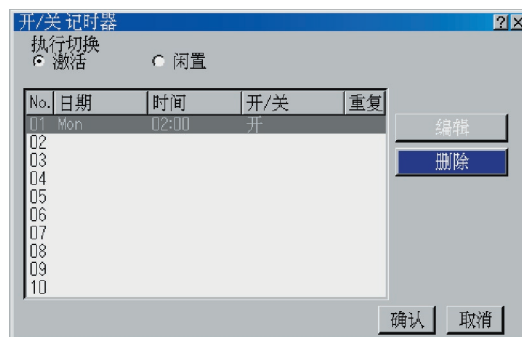 开/关 记时器
执行切换
激活 闲置
No. 日期 时间 开/关 重复
01 Mon 02:00 开
02
03
04
05
06
07
08
09
10
编辑
删除
确认 取消